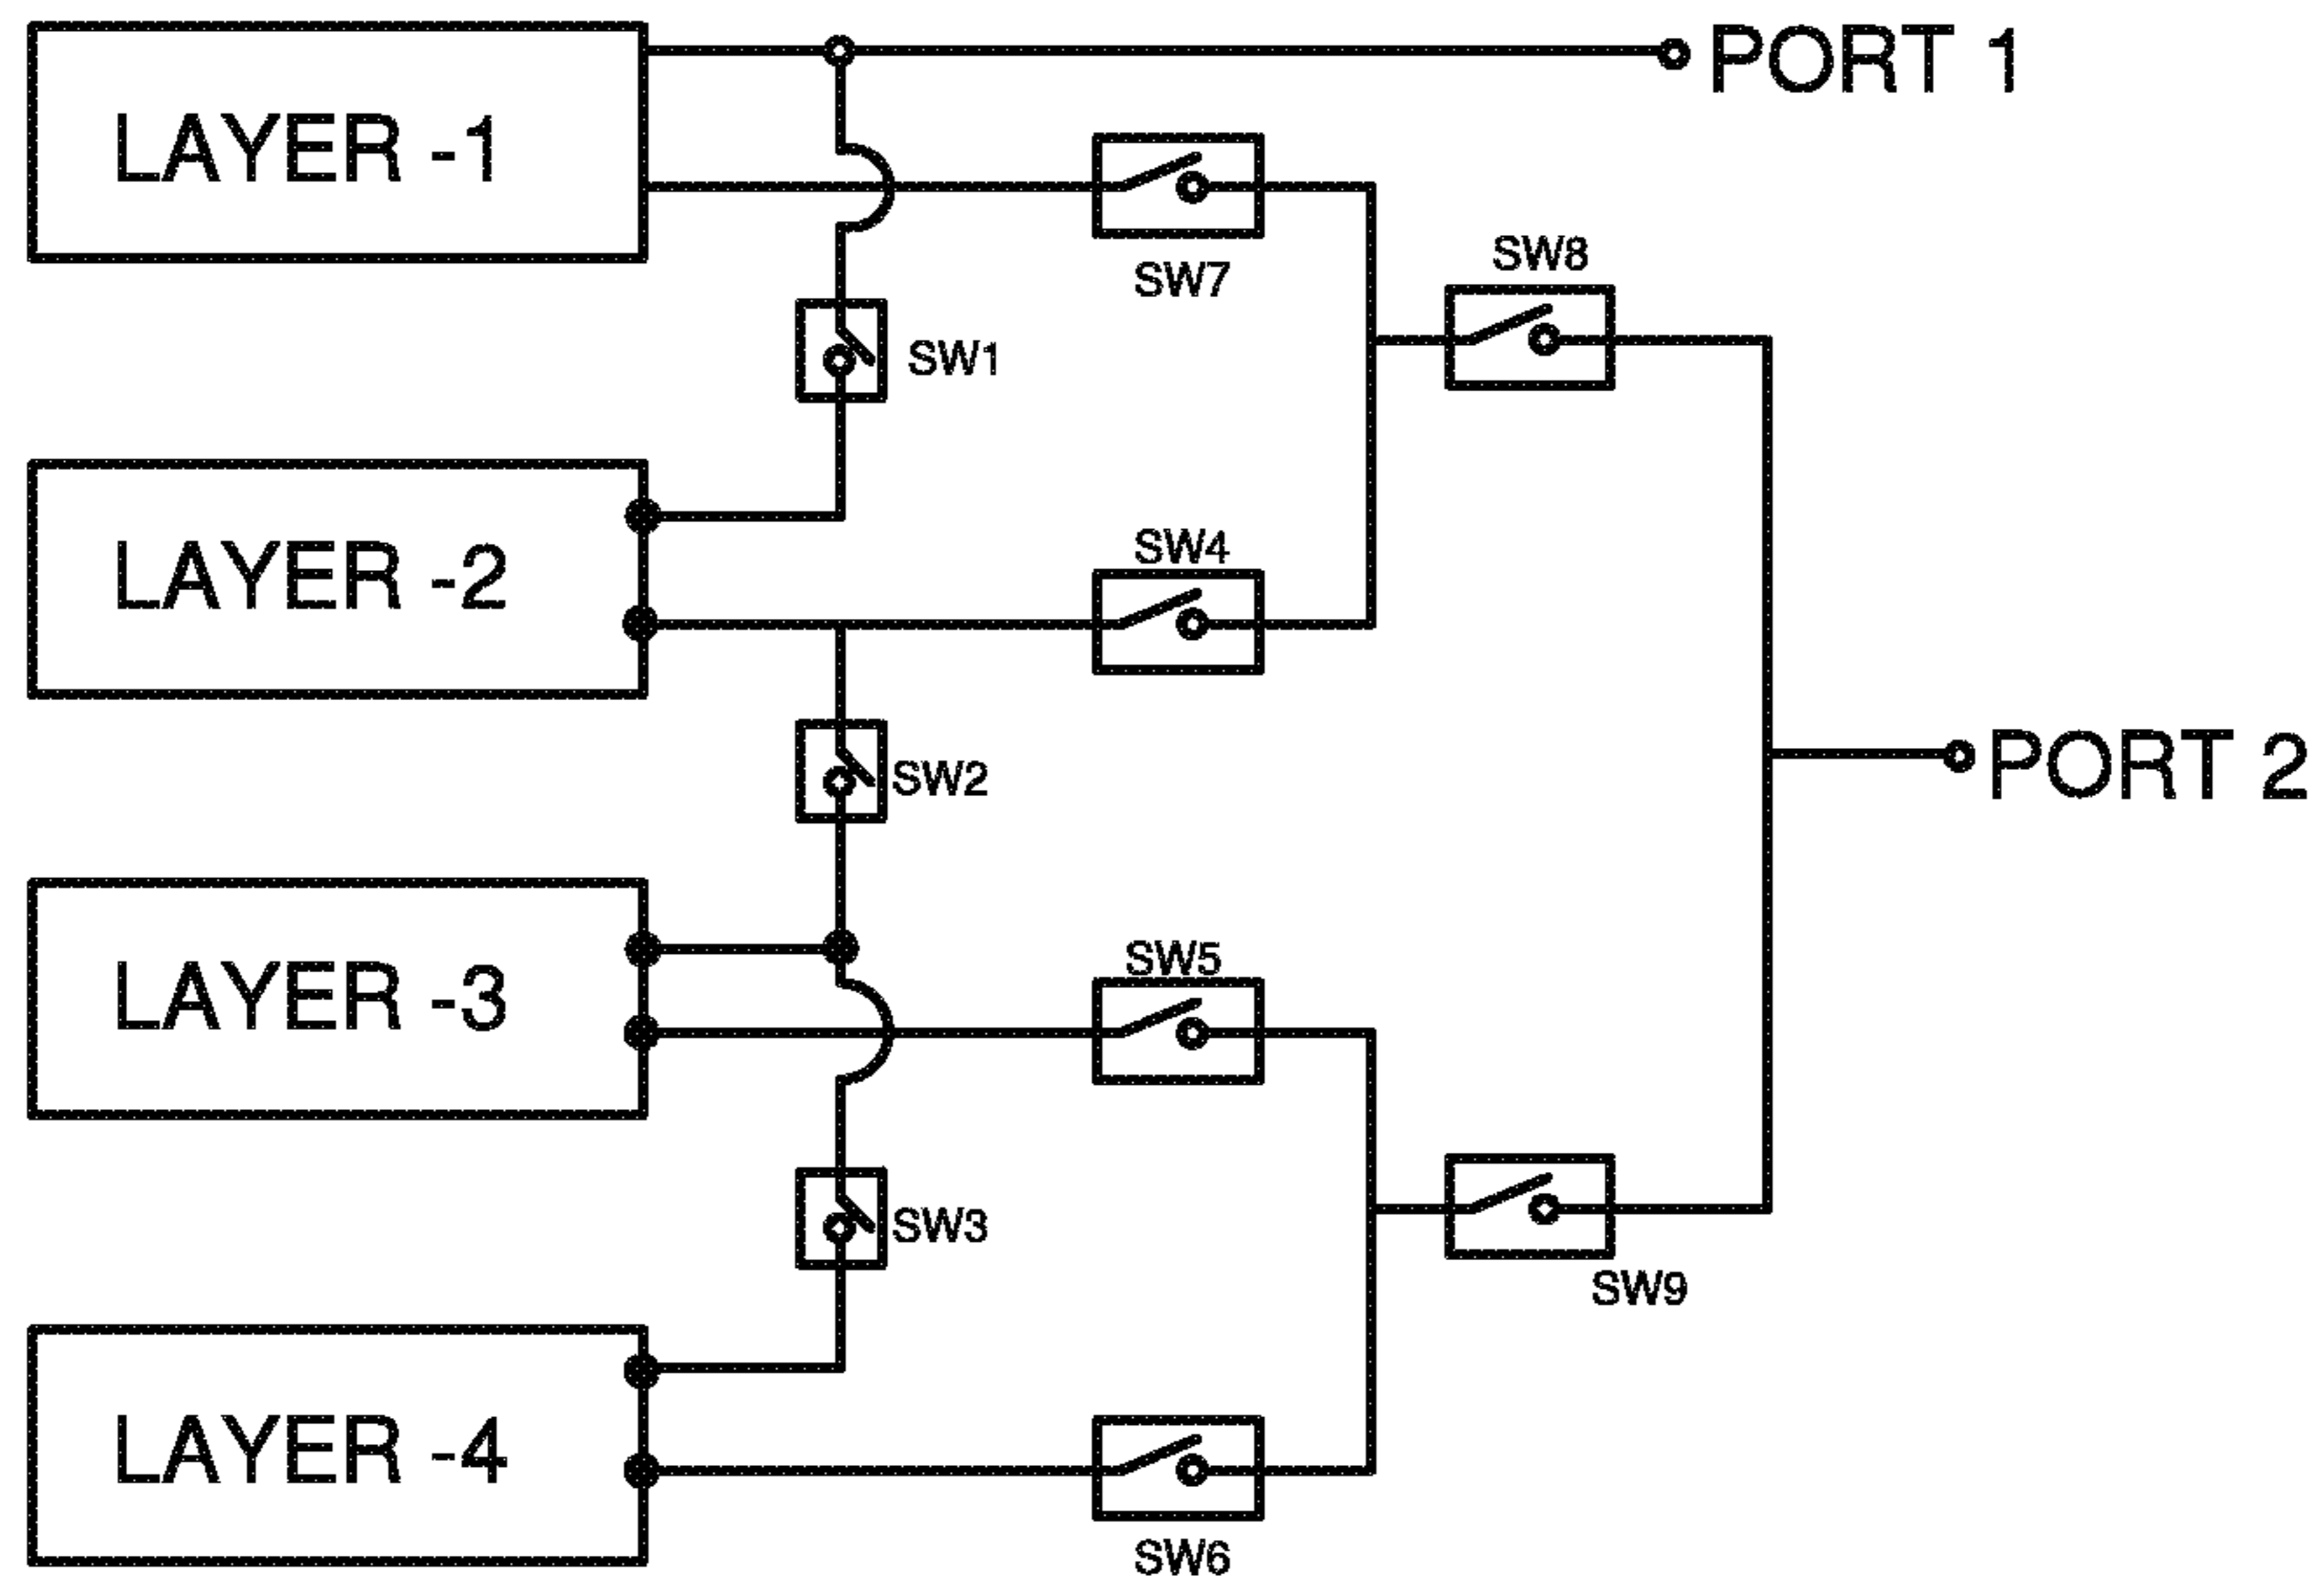 PORT 1
LAYER -1
SW7
SW8
SW1
LAYER -2
SW4
SW2
PORT 2
LAYER -3
SW5
SW3
SW9
LAYER -4
SW6